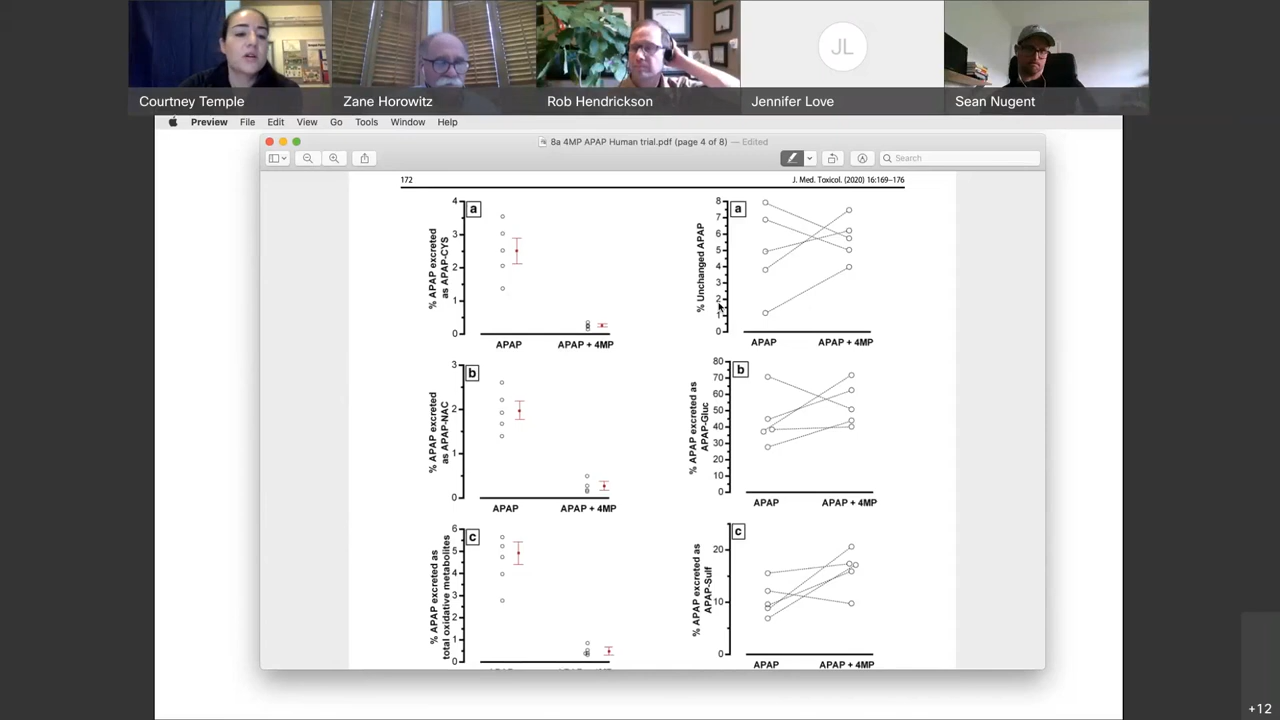 JL
Courtney Temple
Zane Horowitz
Rob Hendrickson
Jennifer Love
Sean Nugent
Preview File Edit View Go Tools Window Help
8a 4MP APAP Human trial.pdf (page 4 of 8) — Edited
Search
172
J. Med. Toxicol. (2020) 16:169–176
a
% APAP excreted
as APAP-CYS
4
3
2
1
0
APAP APAP + 4MP
a
% Unchanged APAP
8
7
6
5
4
3
2
1
0
APAP APAP + 4MP
b
% APAP excreted
as APAP-NAC
3
2
1
0
APAP APAP + 4MP
b
% APAP excreted as
APAP-Gluc
80
70
60
50
40
30
20
10
0
APAP APAP + 4MP
c
% APAP excreted as
total oxidative metabolites
6
5
4
3
2
1
0
c
% APAP excreted as
APAP-Sulf
20
10
0
APAP APAP + 4MP
+12